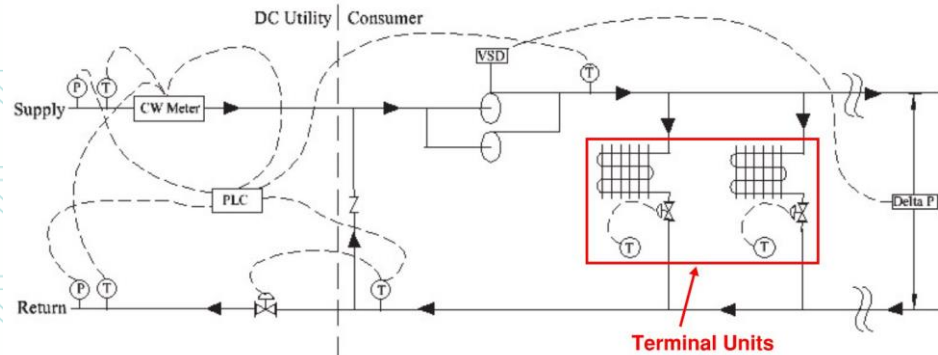 DC Utility
Consumer
VSD
T
P
T
Supply
CW Meter
PLC
Delta P
T
T
P
T
T
Return
Terminal Units